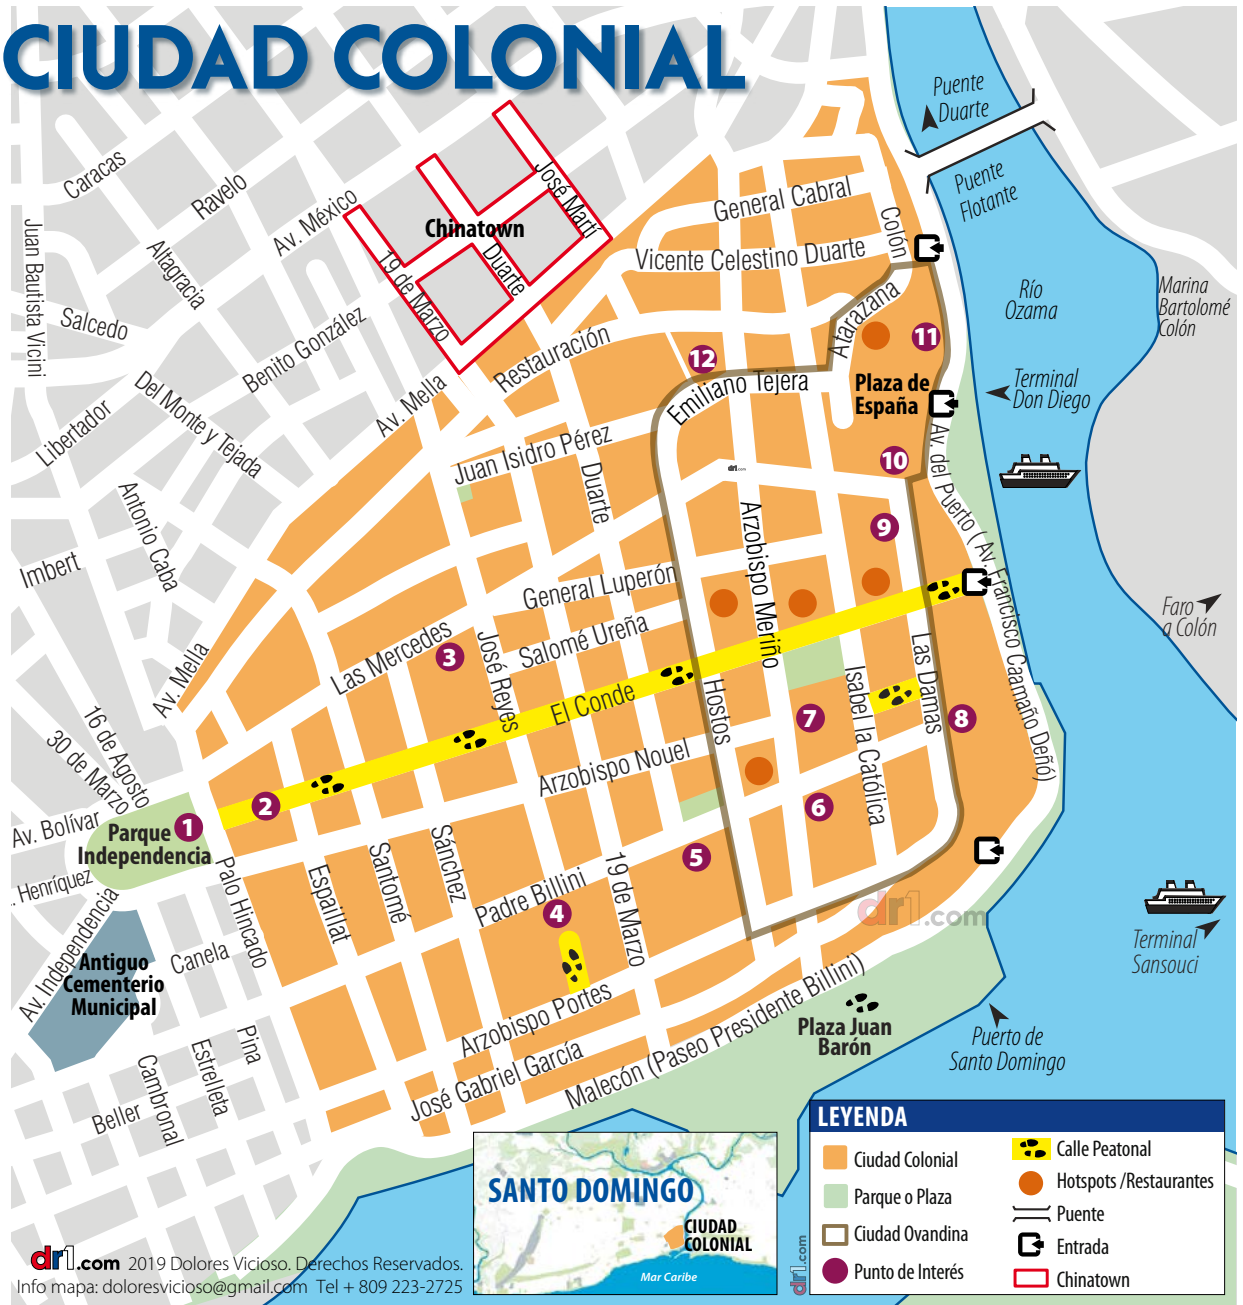 CIUDAD COLONIAL
Puente
Duarte
Puente
Flotante
Caracas
Ravelo
Av. México
José Martí
Chinatown
Duarte
19 de Marzo
General Cabral
Colón
Vicente Celestino Duarte
Juan Bautista Vicini
Altagracia
Salcedo
Benito González
Restauración
Atarazana
Río
Ozama
Marina
Bartolomé
Colón
11
12
Emiliano Tejera
Plaza de
España
Terminal
Don Diego
Av. Mella
Del Monte y Tejada
Libertador
Juan Isidro Pérez
Duarte
10
dr1.com
Av. del Puerto ( Av. Francisco Caamaño Deñó)
Antonio Caba
Imbert
Arzobispo Meriño
9
General Luperón
Salomé Ureña
Las Mercedes
3
José Reyes
Faro
a Colón
Av. Mella
El Conde
Hostos
Isabel la Católica
Las Damas
7
8
16 de Agosto
30 de Marzo
Arzobispo Nouel
2
Av. Bolívar
Parque
Independencia
1
6
. Henríquez
Palo Hincado
Espaillat
Santomé
Sánchez
19 de Marzo
5
Padre Billini
4
dr1.com
Av. Independencia
Antiguo
Cementerio
Municipal
Canela
Terminal
Sansouci
Arzobispo Portes
José Gabriel García
Malecón (Paseo Presidente Billini)
Plaza Juan
Barón
Puerto de
Santo Domingo
Pina
Estrelleta
Cambronal
Beller
LEYENDA
Ciudad Colonial
Parque o Plaza
Ciudad Ovandina
Punto de Interés
Calle Peatonal
Hotspots /Restaurantes
Puente
Entrada
Chinatown
SANTO DOMINGO
CIUDAD
COLONIAL
Mar Caribe
dr1.com
dr1.com 2019 Dolores Vicioso. Derechos Reservados.
Info mapa: doloresvicioso@gmail.com Tel + 809 223-2725